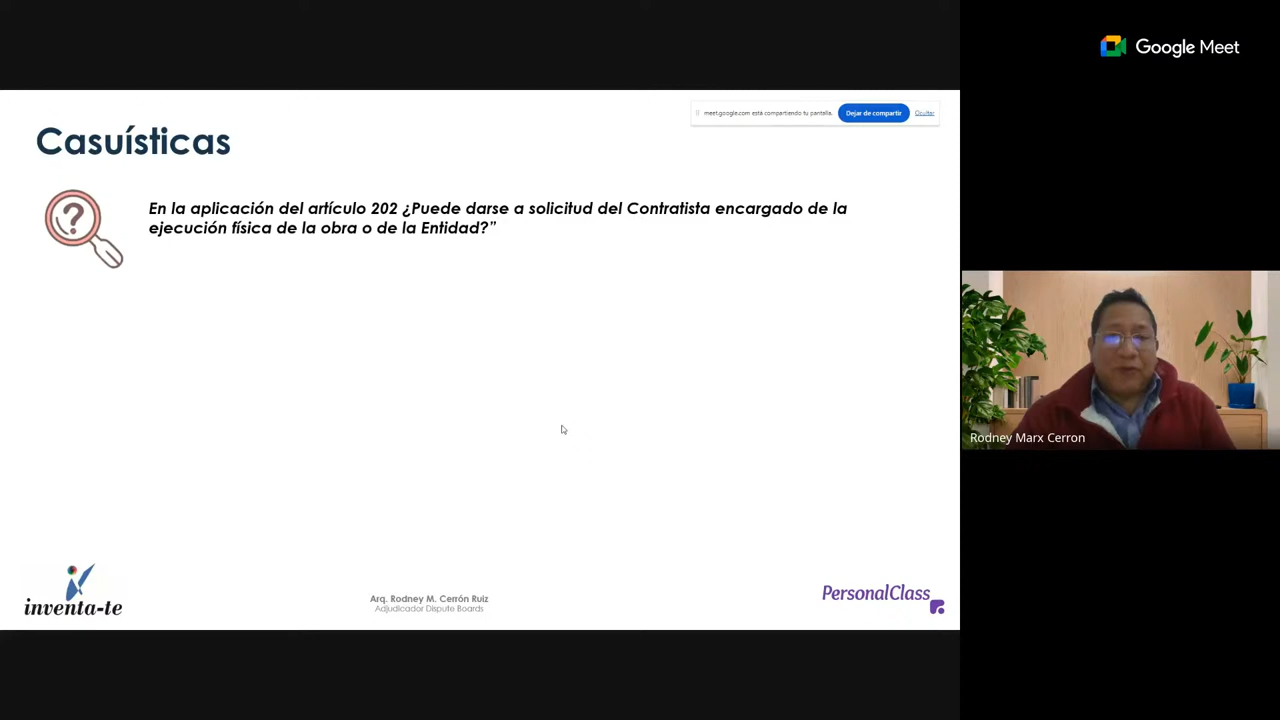 Google Meet
meet.google.com está compartiendo tu pantalla.
Dejar de compartir
Ocultar
Casuísticas
En la aplicación del artículo 202 ¿Puede darse a solicitud del Contratista encargado de la
ejecución física de la obra o de la Entidad?”
Rodney Marx Cerron
inventa-te
Arq. Rodney M. Cerrón Ruiz
Adjudicador Dispute Boards
PersonalClass